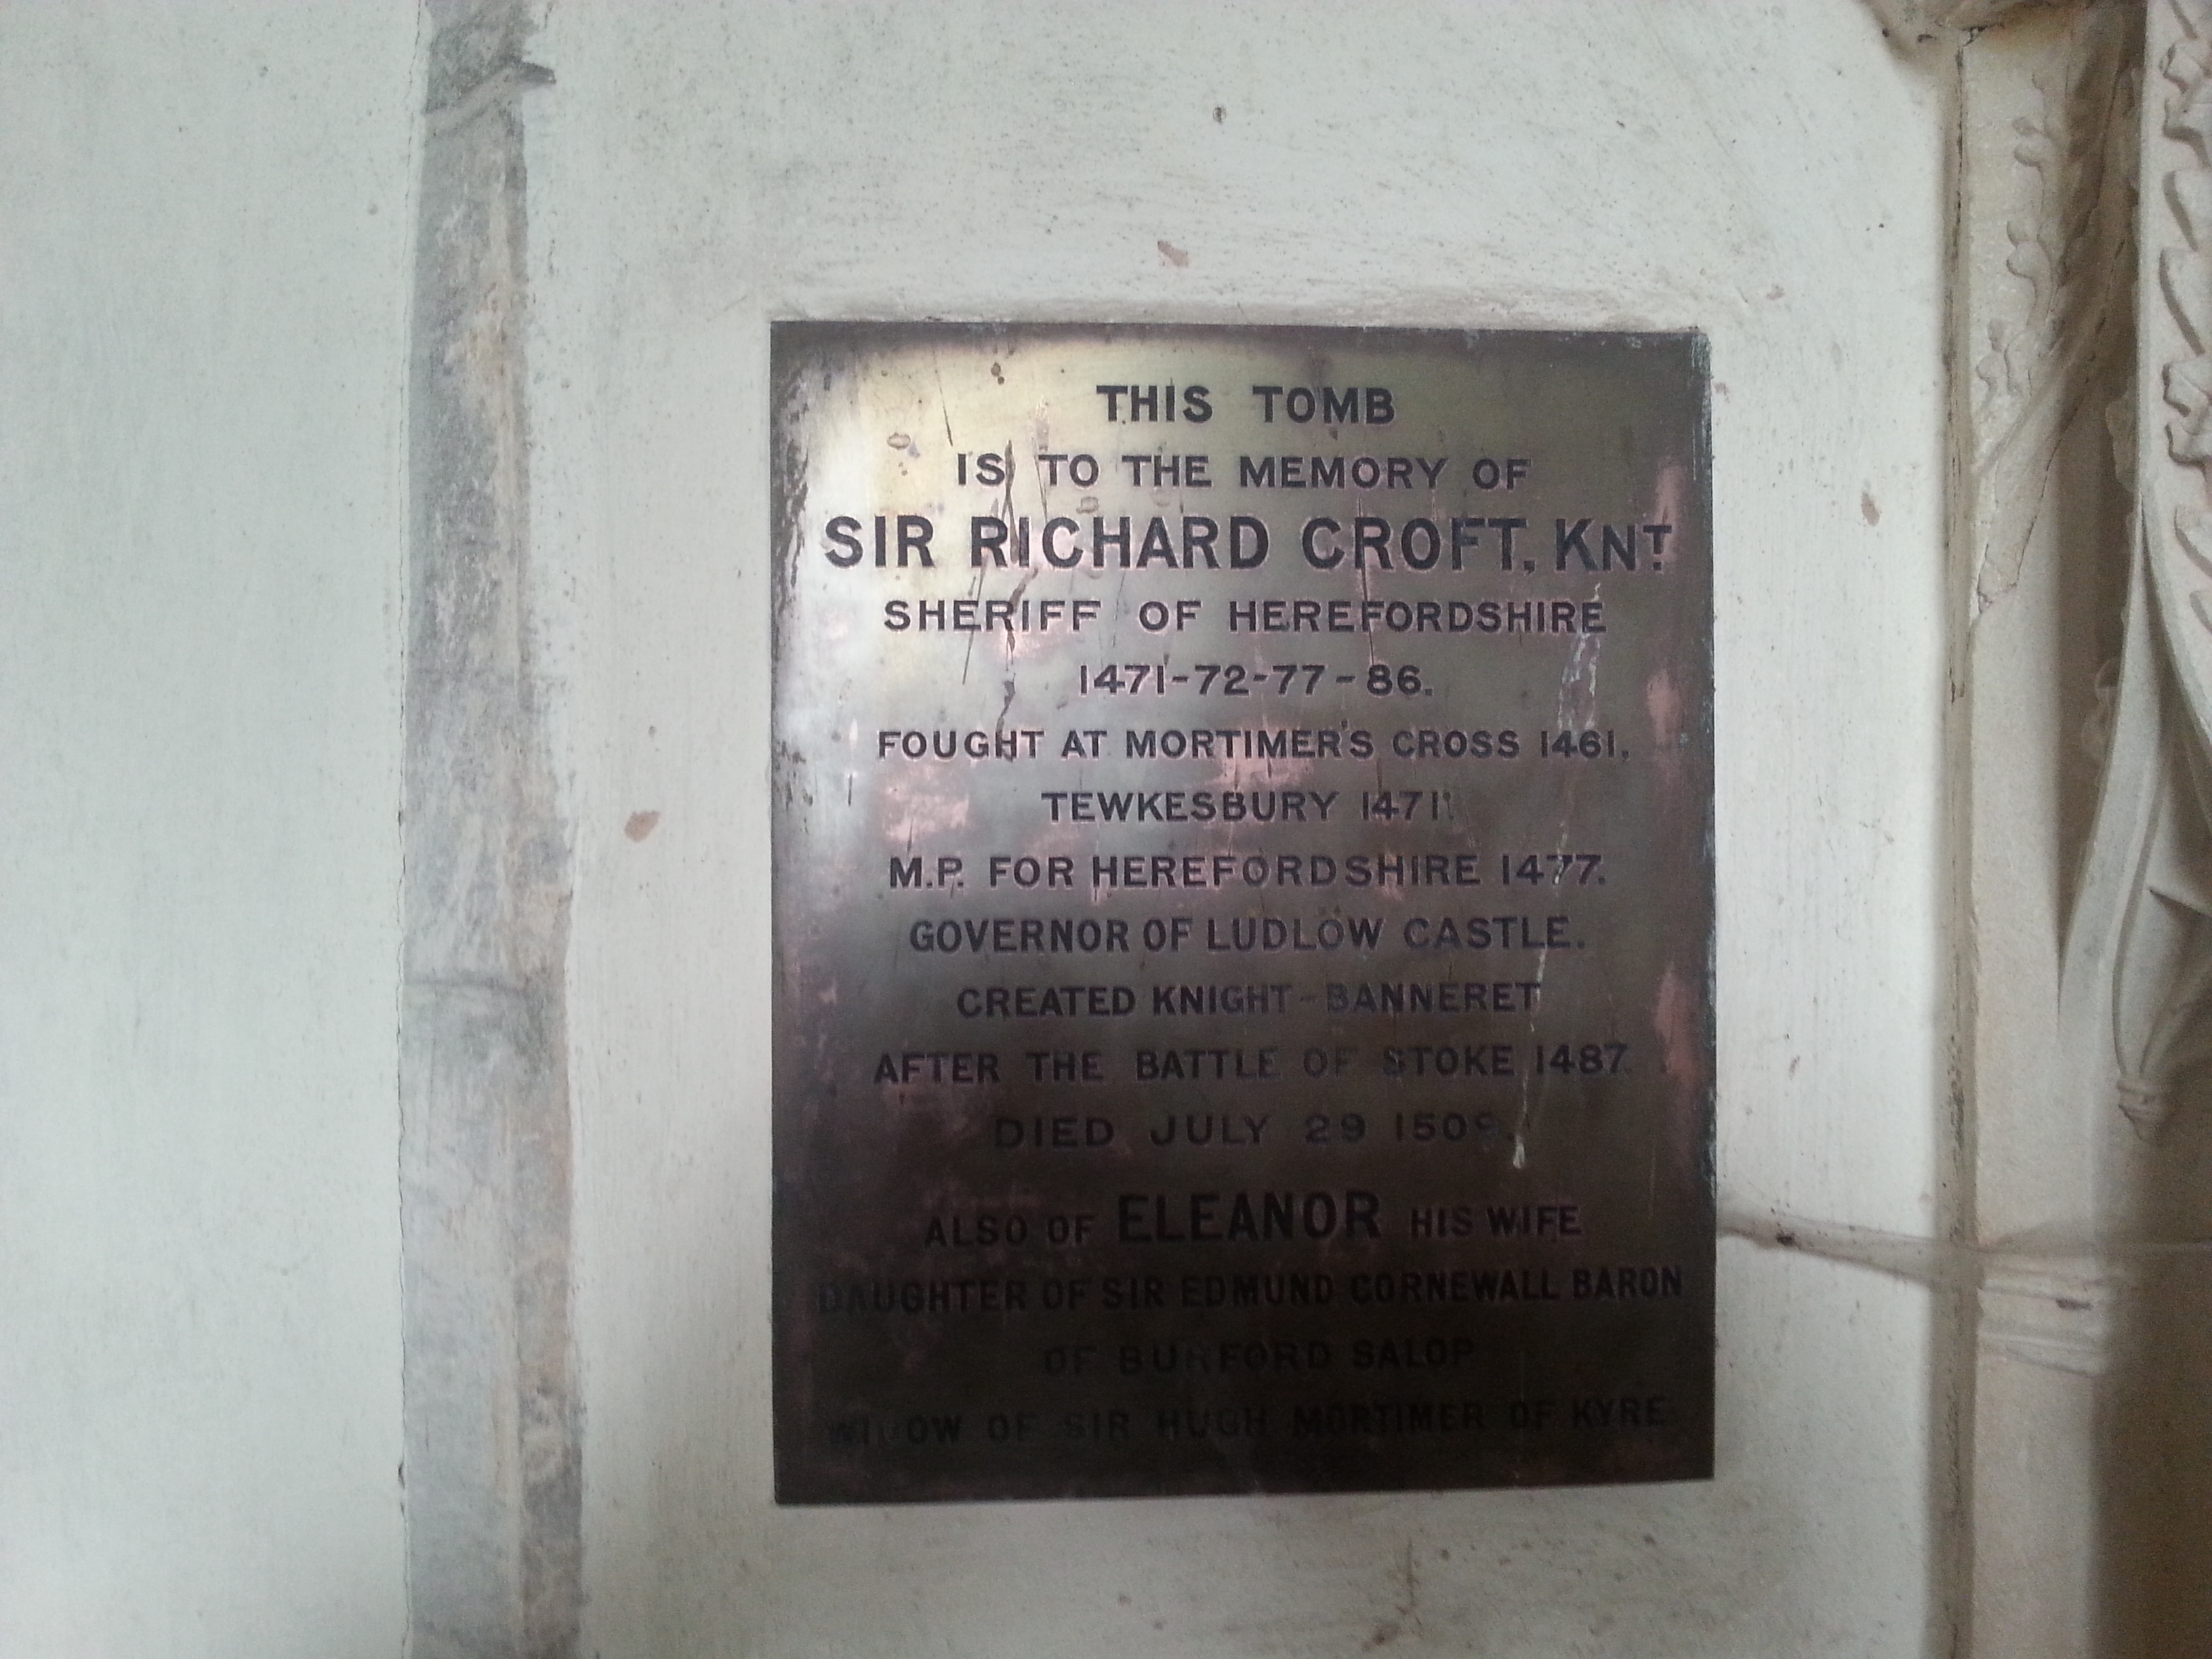 THIS TOMB
IS TO THE MEMORY OF
SIR RICHARD CROFT, KNT
SHERIFF OF HEREFORDSHIRE
1471-72-77-86.
FOUGHT AT MORTIMER'S CROSS 1461,
TEWKESBURY 1471
M.P. FOR HEREFORDSHIRE 1477.
GOVERNOR OF LUDLOW CASTLE.
CREATED KNIGHT-BANNERET
AFTER THE BATTLE OF STOKE 1487.
DIED JULY 29
ALSO OF ELEANOR HIS WIFE
DAUGHTER OF SIR EDMUND CORNEWALL BARON
OF BURFORD SALOP
WIDOW OF SIR HUGH MORTIMER OF KYRE